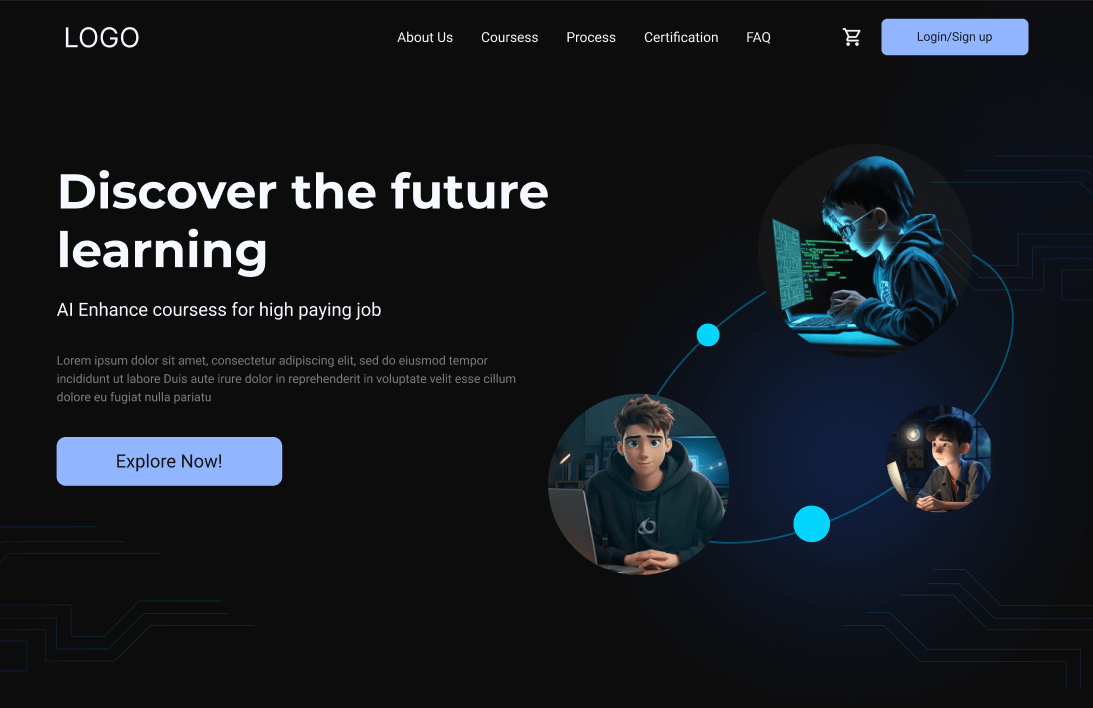 LOGO
About Us
Coursess
Process
Certification
FAQ
Login/Sign up
Discover the future
learning
AI Enhance coursess for high paying job
Lorem ipsum dolor sit amet, consectetur adipiscing elit, sed do eiusmod tempor
incididunt ut labore Duis aute irure dolor in reprehenderit in voluptate velit esse cillum
dolore eu fugiat nulla pariatu
Explore Now!